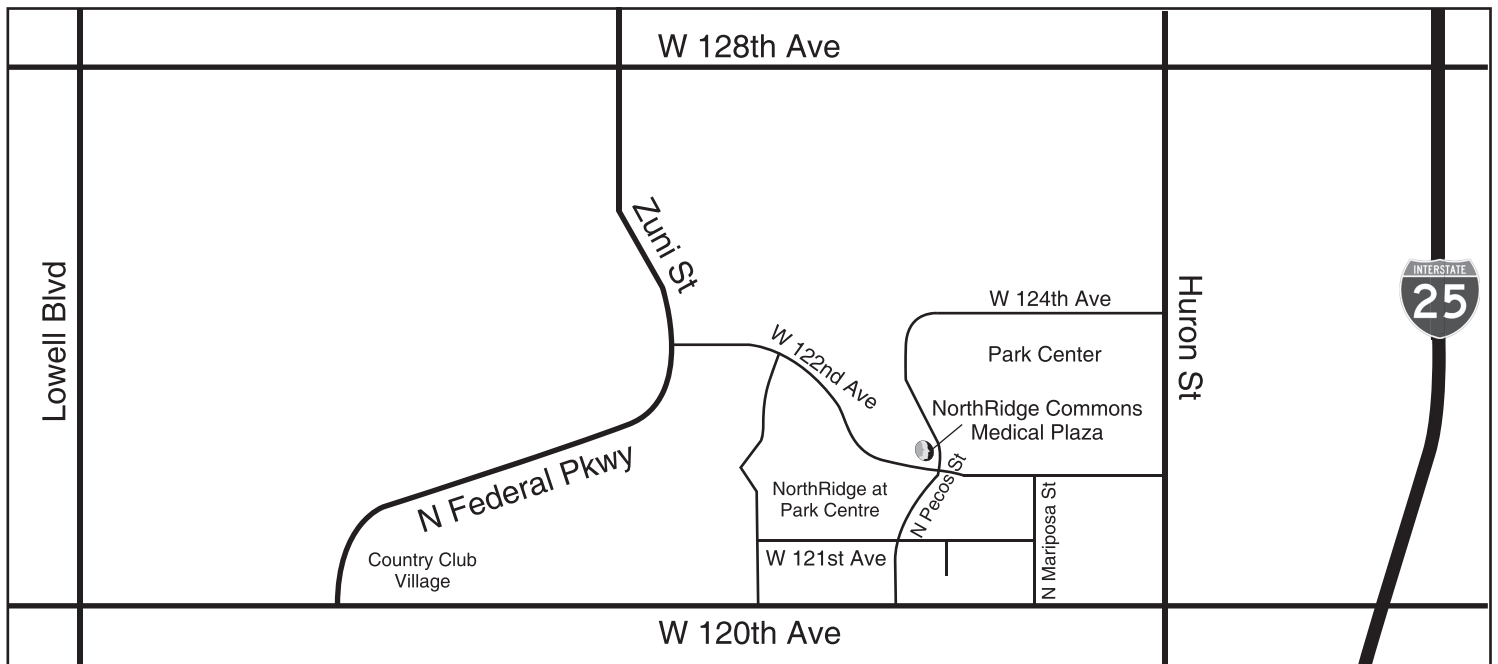 W 128th Ave
Zuni St
Lowell Blvd
INTERSTATE
25
Huron St
W 124th Ave
W 122nd Ave
Park Center
NorthRidge Commons
Medical Plaza
N Federal Pkwy
N Pecos St
NorthRidge at
Park Centre
N Mariposa St
Country Club
Village
W 121st Ave
W 120th Ave